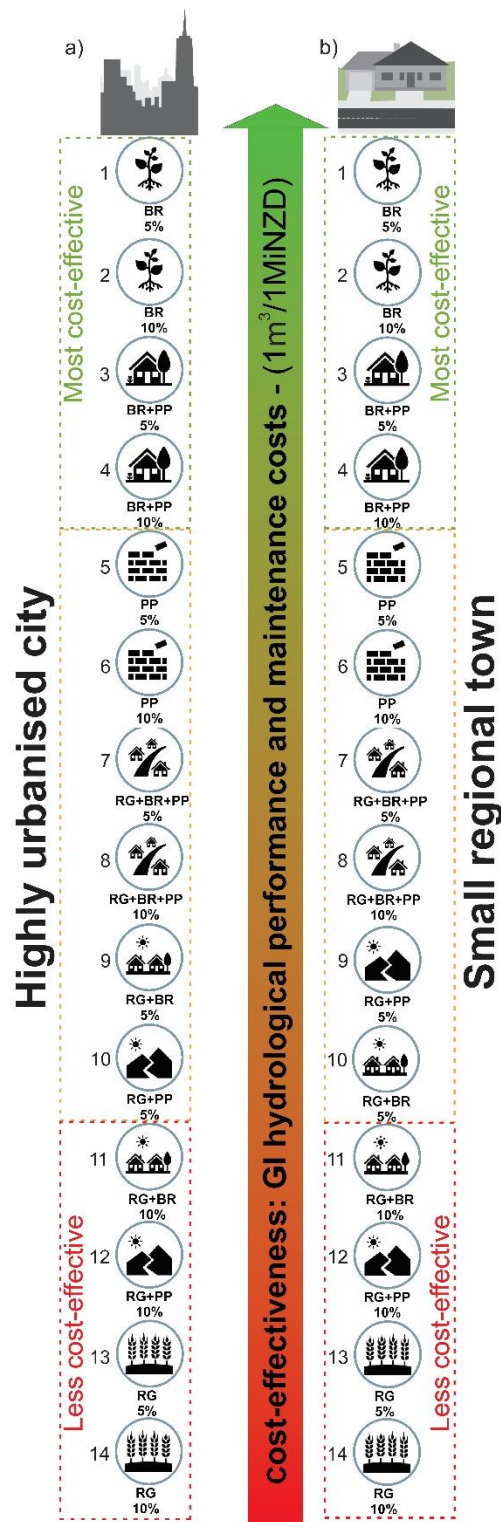 a)
Highly urbanised city
Most cost-effective
1
BR
5%
2
BR
10%
3
BR+PP
5%
4
BR+PP
10%
5
PP
5%
6
PP
10%
7
RG+BR+PP
5%
8
RG+BR+PP
10%
9
RG+BR
5%
10
RG+PP
5%
Less cost-effective
11
RG+BR
10%
12
RG+PP
10%
13
RG
5%
14
RG
10%
Cost-effectiveness: GI hydrological performance and maintenance costs - (1m³/1MiNZD)
b)
Small regional town
Most cost-effective
1
BR
5%
2
BR
10%
3
BR+PP
5%
4
BR+PP
10%
5
PP
5%
6
PP
10%
7
RG+BR+PP
5%
8
RG+BR+PP
10%
9
RG+PP
5%
10
RG+BR
5%
Less cost-effective
11
RG+BR
10%
12
RG+PP
10%
13
RG
5%
14
RG
10%